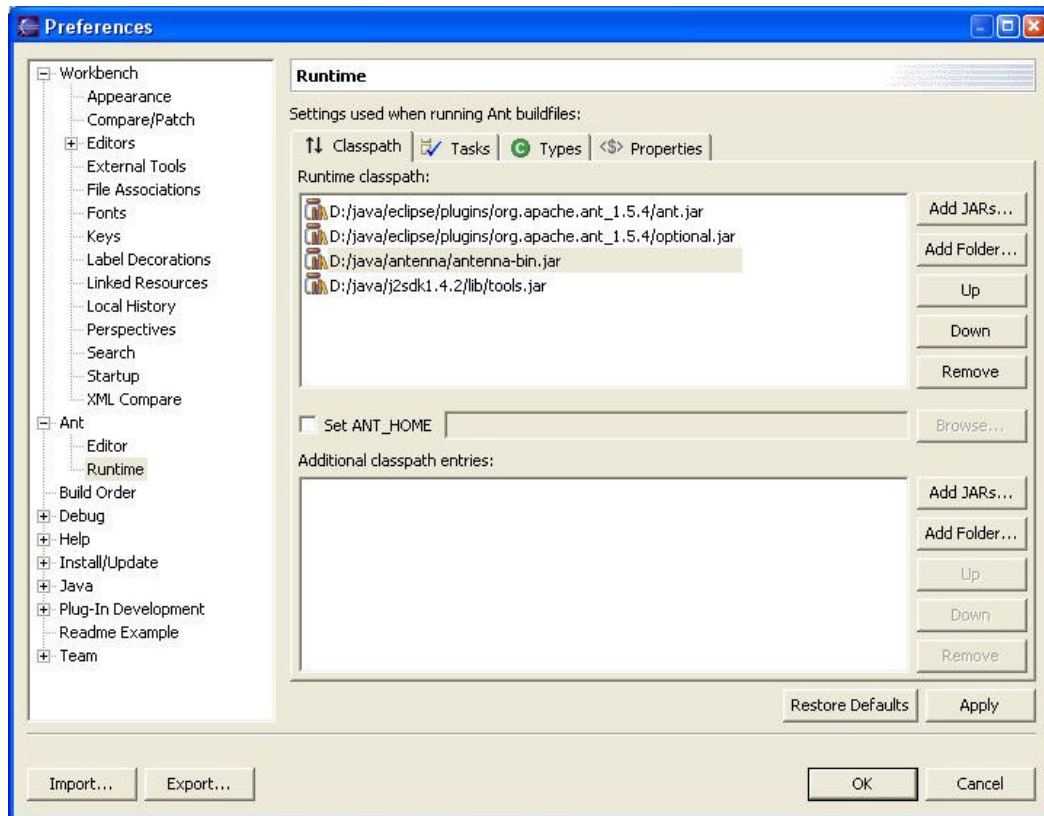 Preferences
Workbench
Appearance
Compare/Patch
Editors
External Tools
File Associations
Fonts
Keys
Label Decorations
Linked Resources
Local History
Perspectives
Search
Startup
XML Compare
Ant
Editor
Runtime
Build Order
Debug
Help
Install/Update
Java
Plug-In Development
Readme Example
Team
Runtime
Settings used when running Ant buildfiles:
Classpath Tasks Types <$> Properties
Runtime classpath:
D:/java/eclipse/plugins/org.apache.ant_1.5.4/ant.jar
D:/java/eclipse/plugins/org.apache.ant_1.5.4/optional.jar
D:/java/antenna/antenna-bin.jar
D:/java/j2sdk1.4.2/lib/tools.jar
Add JARs...
Add Folder...
Up
Down
Remove
Set ANT_HOME Browse...
Additional classpath entries:
Add JARs...
Add Folder...
Up
Down
Remove
Restore Defaults Apply
Import... Export... OK Cancel